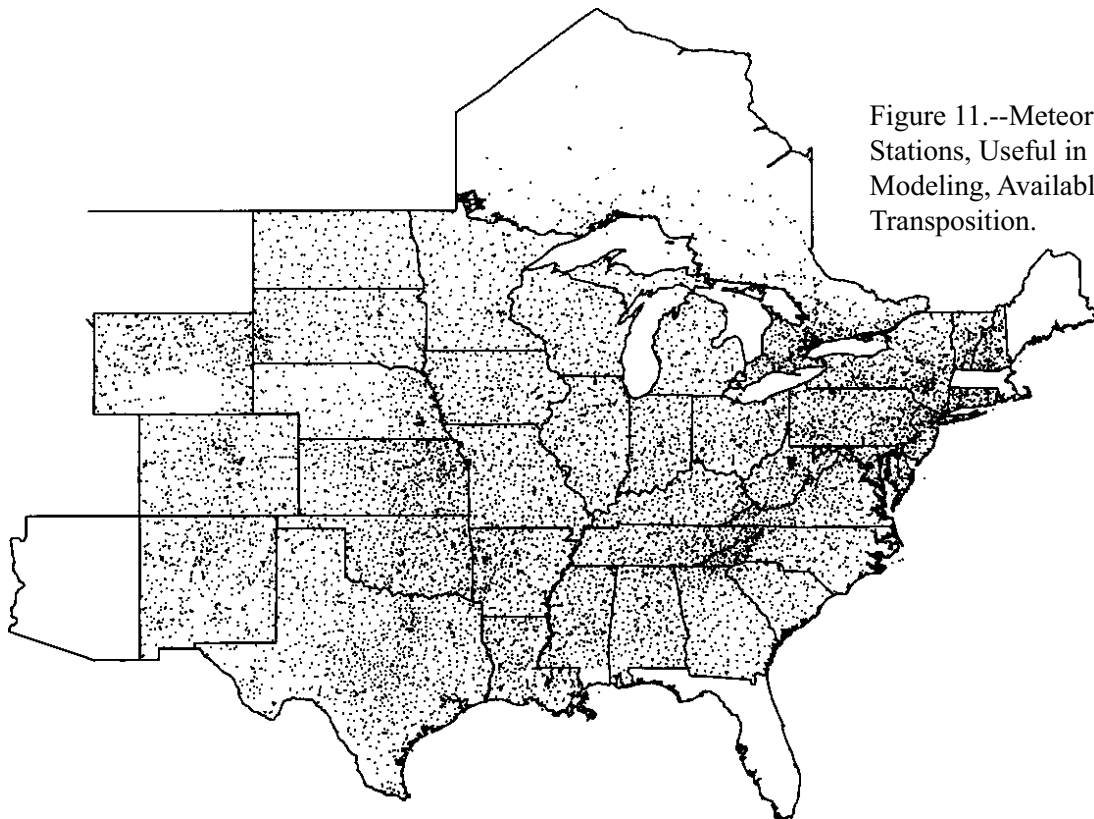 Figure 11.--Meteor
Stations, Useful in
Modeling, Availabl
Transposition.